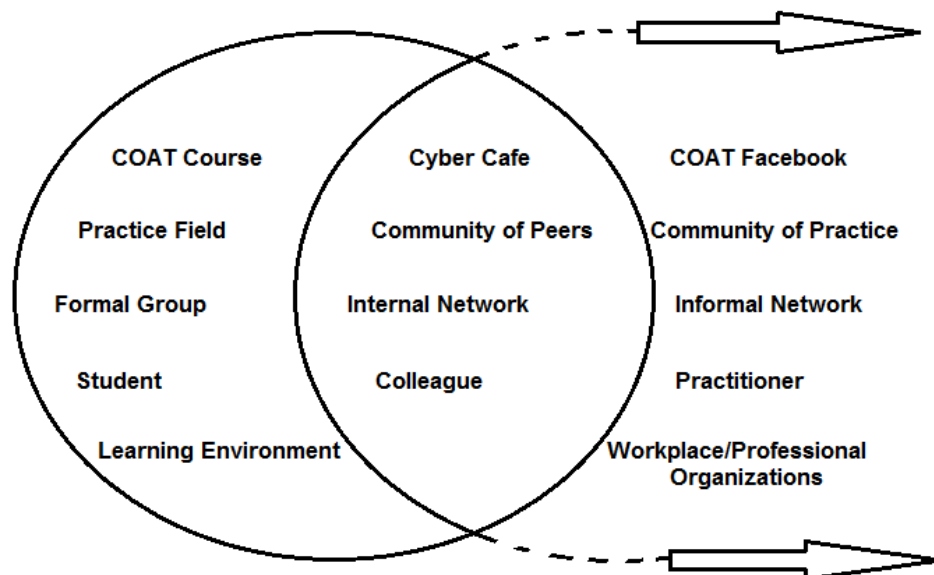 COAT Course
Cyber Cafe
COAT Facebook
Practice Field
Community of Peers
Community of Practice
Formal Group
Internal Network
Informal Network
Student
Colleague
Practitioner
Learning Environment
Workplace/Professional
Organizations